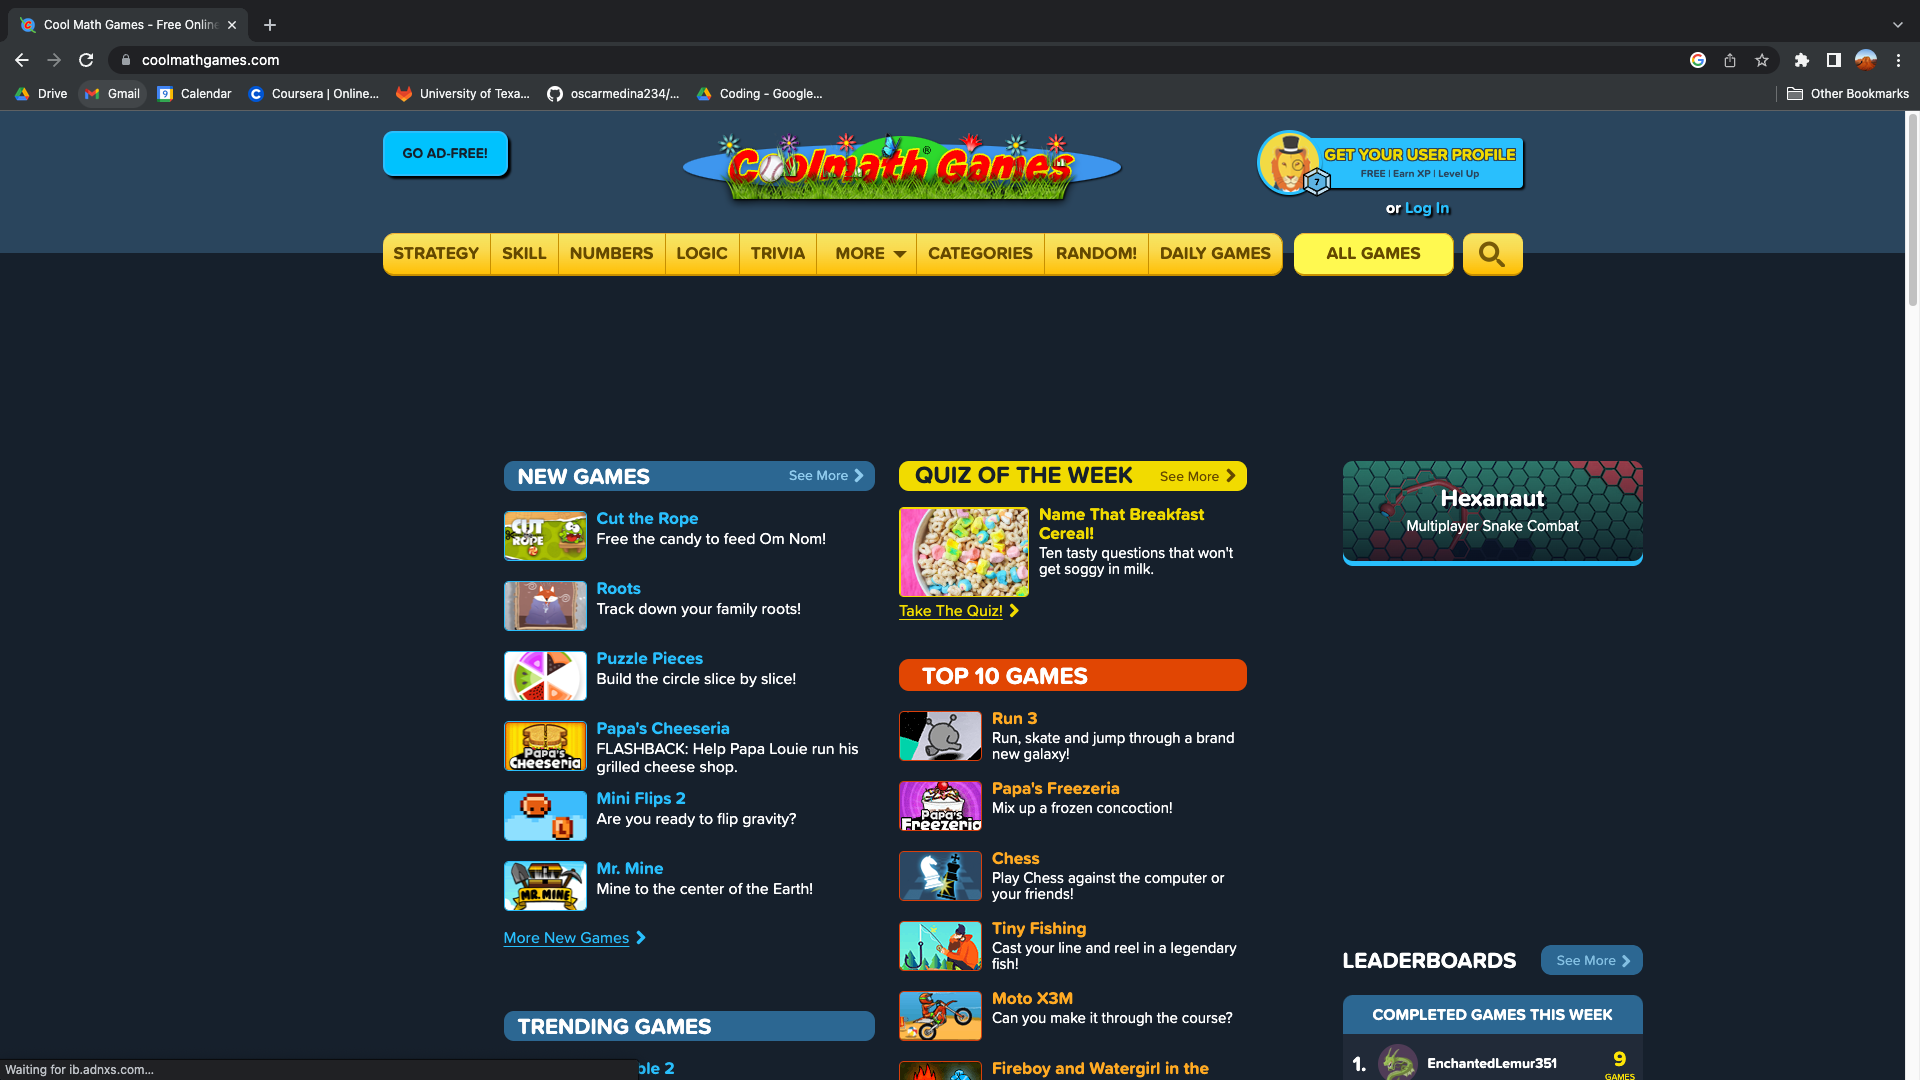 Cool Math Games - Free Onlin
coolmathgames.com
Drive
Gmail
Calendar
Coursera | Online...
University of Texa...
oscarmedina234/...
Coding - Google...
Other Bookmarks
GO AD-FREE!
Coolmath Games®
GET YOUR USER PROFILE
FREE | Earn XP | Level Up
7
or Log In
STRATEGY
SKILL
NUMBERS
LOGIC
TRIVIA
MORE
CATEGORIES
RANDOM!
DAILY GAMES
ALL GAMES
NEW GAMES
See More
CUT
ROPE
Cut the Rope
Free the candy to feed Om Nom!
Roots
Track down your family roots!
Puzzle Pieces
Build the circle slice by slice!
Papa's
Cheeseria
Papa's Cheeseria
FLASHBACK: Help Papa Louie run his
grilled cheese shop.
Mini Flips 2
Are you ready to flip gravity?
MR. MINE
Mr. Mine
Mine to the center of the Earth!
More New Games
TRENDING GAMES
ble 2
QUIZ OF THE WEEK
See More
Name That Breakfast
Cereal!
Ten tasty questions that won't
get soggy in milk.
Take The Quiz!
TOP 10 GAMES
Run 3
Run, skate and jump through a brand
new galaxy!
Papa's
Freezeria
Papa's Freezeria
Mix up a frozen concoction!
Chess
Play Chess against the computer or
your friends!
Tiny Fishing
Cast your line and reel in a legendary
fish!
Moto X3M
Can you make it through the course?
Fireboy and Watergirl in the
Hexanaut
Multiplayer Snake Combat
LEADERBOARDS
See More
COMPLETED GAMES THIS WEEK
1.
EnchantedLemur351
9
GAMES
Waiting for ib.adnxs.com...